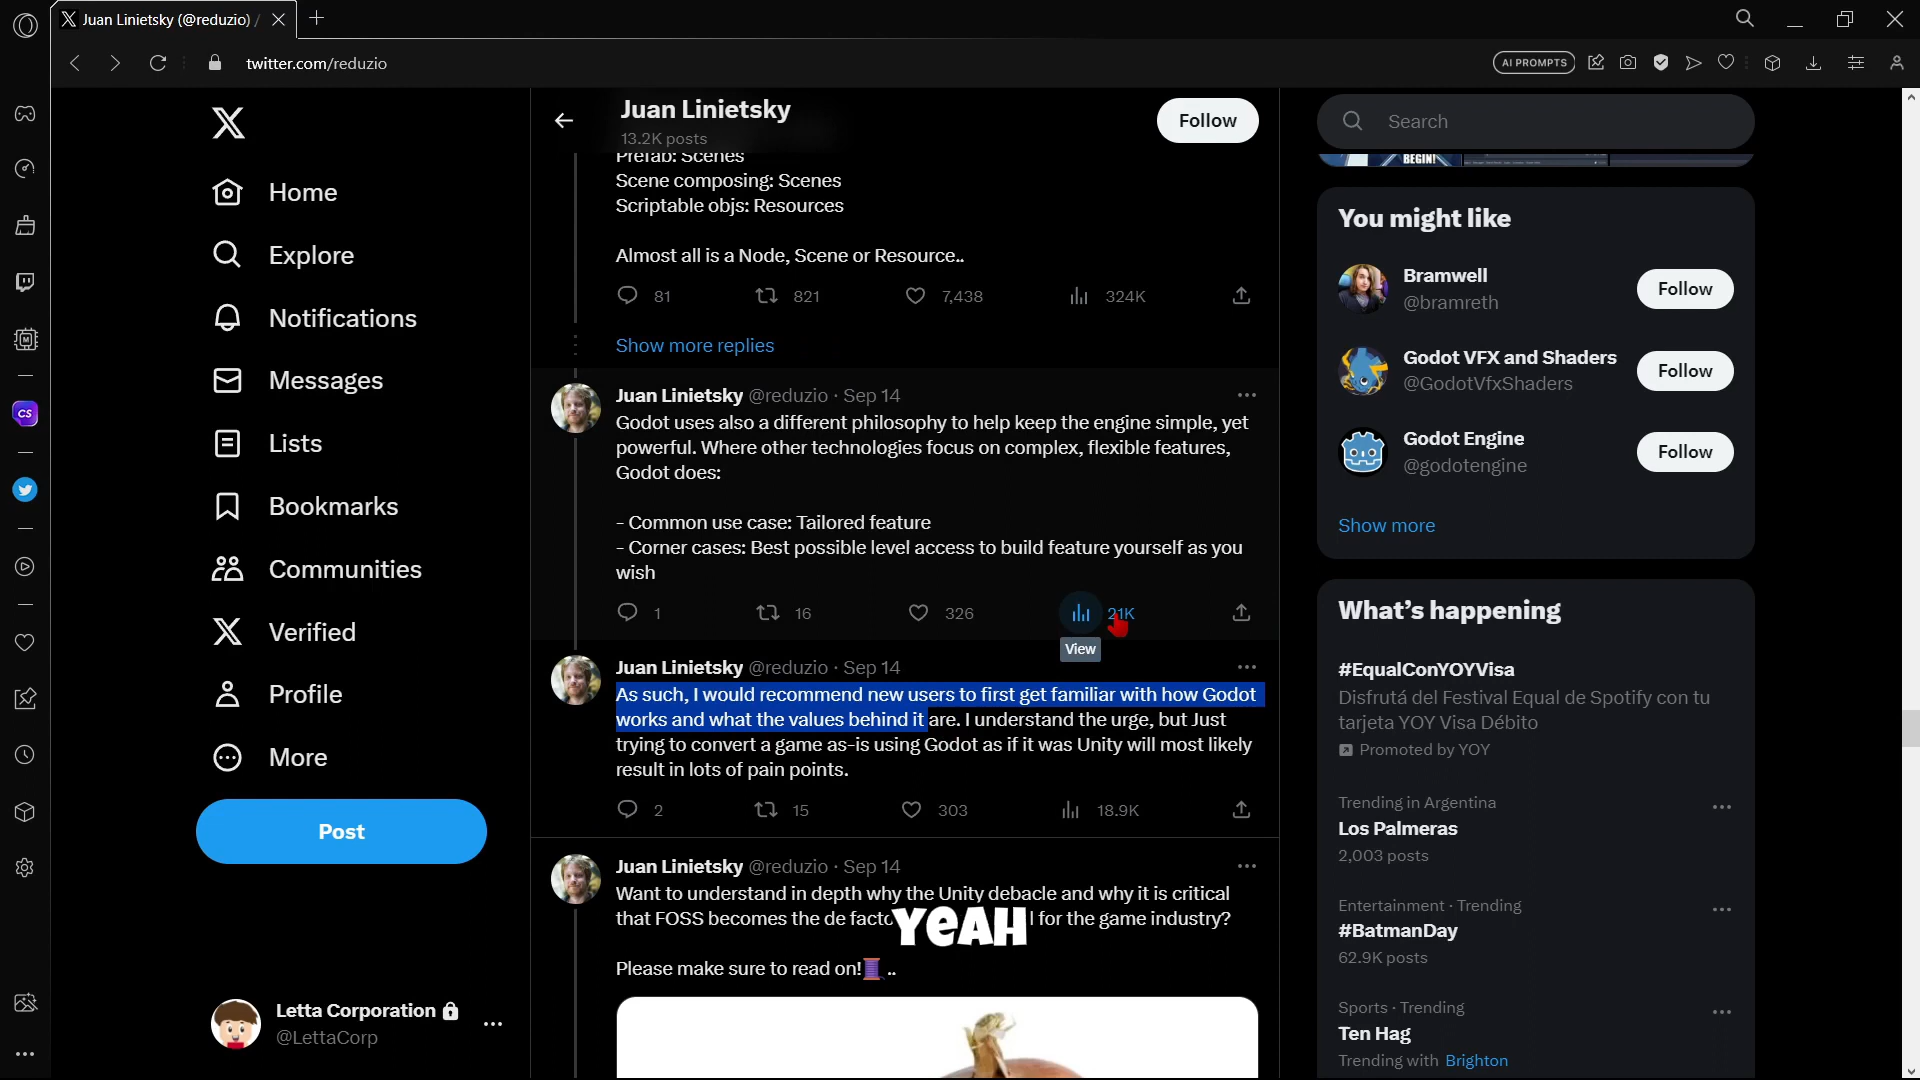 Juan Linietsky (@reduzio) /
twitter.com/reduzio
AI PROMPTS
Home
Explore
Notifications
Messages
Lists
Bookmarks
Communities
Verified
Profile
More
Post
Letta Corporation
@LettaCorp
Juan Linietsky
13.2K posts
Follow
Prefab: Scenes
Scene composing: Scenes
Scriptable objs: Resources
Almost all is a Node, Scene or Resource..
81 821 7,438 324K
Show more replies
Juan Linietsky @reduzio · Sep 14
Godot uses also a different philosophy to help keep the engine simple, yet
powerful. Where other technologies focus on complex, flexible features,
Godot does:
- Common use case: Tailored feature
- Corner cases: Best possible level access to build feature yourself as you
wish
1 16 326 21K
View
Juan Linietsky @reduzio · Sep 14
As such, I would recommend new users to first get familiar with how Godot
works and what the values behind it are. I understand the urge, but Just
trying to convert a game as-is using Godot as if it was Unity will most likely
result in lots of pain points.
2 15 303 18.9K
Juan Linietsky @reduzio · Sep 14
Want to understand in depth why the Unity debacle and why it is critical
that FOSS becomes the de facto for the game industry?
YEAH
Please make sure to read on!🧵 ..
Search
BEGIN!
You might like
Bramwell
@bramreth
Follow
Godot VFX and Shaders
@GodotVfxShaders
Follow
Godot Engine
@godotengine
Follow
Show more
What's happening
#EqualConYOYVisa
Disfrutá del Festival Equal de Spotify con tu
tarjeta YOY Visa Débito
Promoted by YOY
Trending in Argentina
Los Palmeras
2,003 posts
Entertainment · Trending
#BatmanDay
62.9K posts
Sports · Trending
Ten Hag
Trending with Brighton
CS